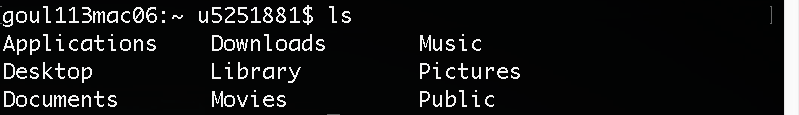 goul113mac06:~ u5251881$ ls
Applications Downloads Music
Desktop Library Pictures
Documents Movies Public